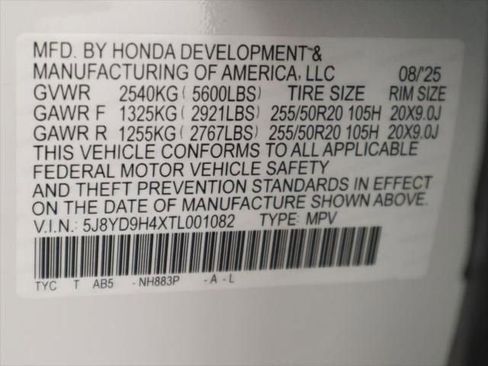 MFD. BY HONDA DEVELOPMENT &
MANUFACTURING OF AMERICA, LLC 08/'25
GVWR 2540KG ( 5600LBS) TIRE SIZE RIM SIZE
GAWR F 1325KG ( 2921LBS) 255/50R20 105H 20X9.0J
GAWR R 1255KG ( 2767LBS) 255/50R20 105H 20X9.0J
THIS VEHICLE CONFORMS TO ALL APPLICABLE
FEDERAL MOTOR VEHICLE SAFETY
AND THEFT PREVENTION STANDARDS IN EFFECT
ON THE DATE OF MANUFACTURE SHOWN ABOVE.
V.I.N.: 5J8YD9H4XTL001082 TYPE: MPV
TYC T AB5 -NH883P -A-L